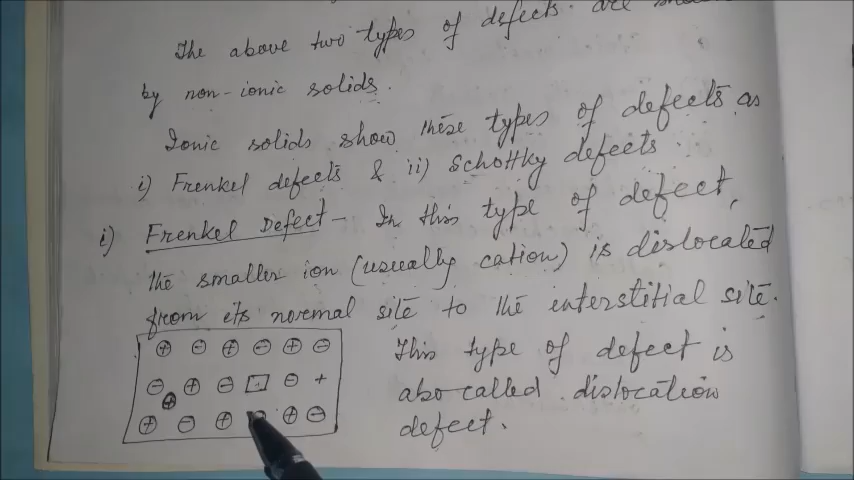 The above two types of defects are
by non-ionic solids.
Ionic solids show these types of defects as
i) Frenkel defects & ii) Schottky defects.
i) Frenkel Defect - In this type of defect,
the smaller ion (usually cation) is dislocated
from its normal site to the interstitial site.
This type of defect is
also called dislocation
defect.
+ - + - + -
- + - - +
+
+ - + + -